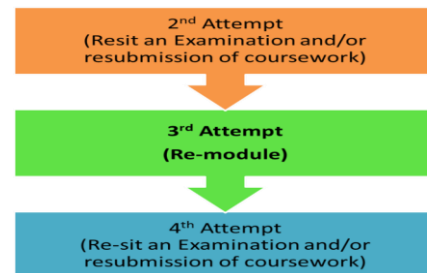 2nd Attempt
(Resit an Examination and/or
resubmission of coursework)
3rd Attempt
(Re-module)
4th Attempt
(Re-sit an Examination and/or
resubmission of coursework)